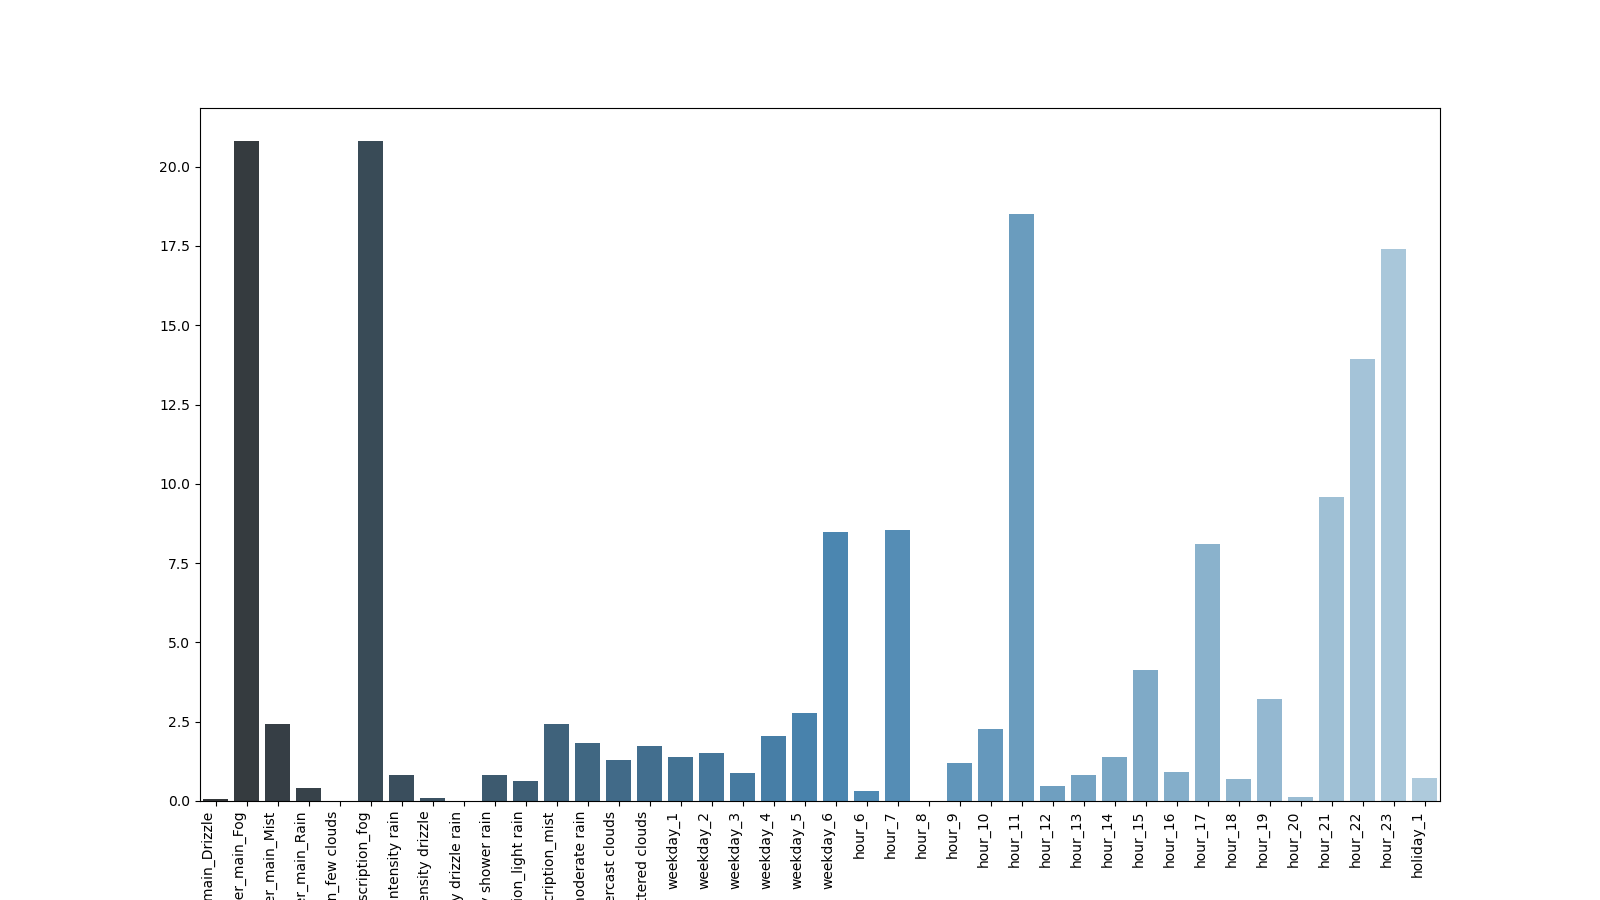 20.0
17.5
15.0
12.5
10.0
7.5
5.0
2.5
0.0
main_Drizzle
er_main_Fog
er_main_Mist
er_main_Rain
n_few clouds
scription_fog
ntensity rain
ensity drizzle
y drizzle rain
shower rain
ion_light rain
cription_mist
moderate rain
ercast clouds
ttered clouds
weekday_1
weekday_2
weekday_3
weekday_4
weekday_5
weekday_6
hour_6
hour_7
hour_8
hour_9
hour_10
hour_11
hour_12
hour_13
hour_14
hour_15
hour_16
hour_17
hour_18
hour_19
hour_20
hour_21
hour_22
hour_23
holiday_1